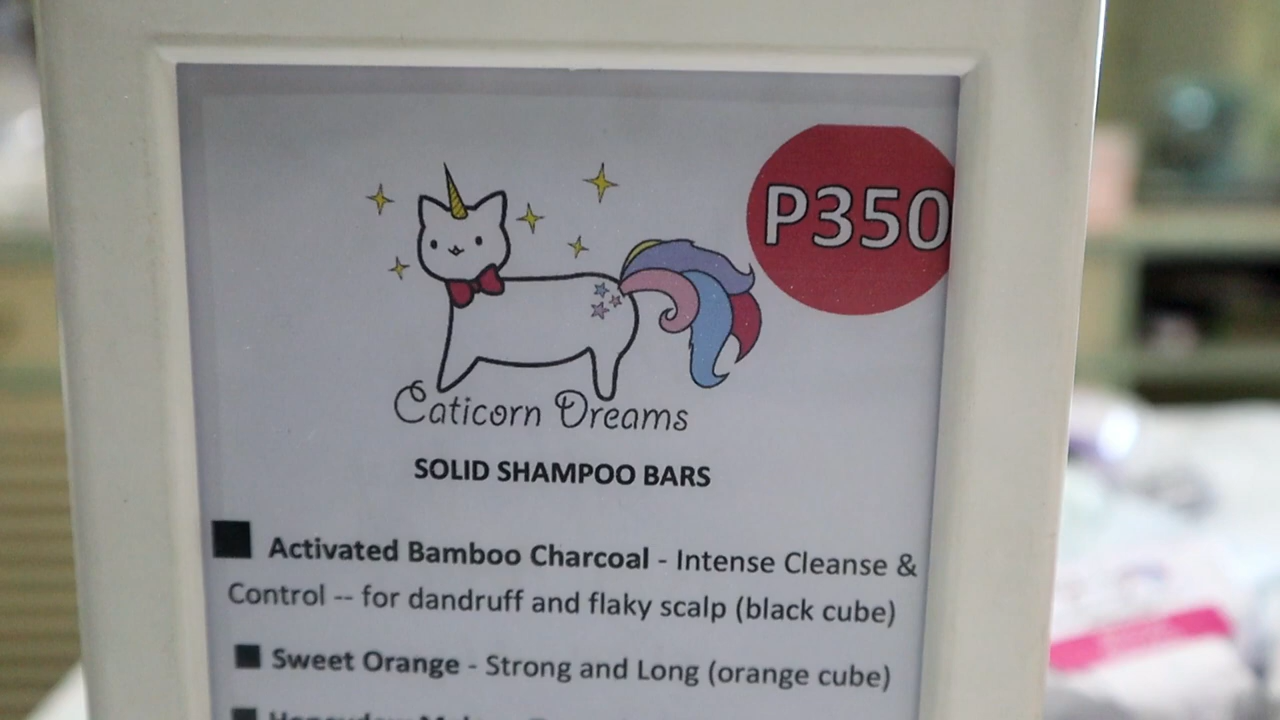 P350
Caticorn Dreams
SOLID SHAMPOO BARS
Activated Bamboo Charcoal - Intense Cleanse &
Control -- for dandruff and flaky scalp (black cube)
Sweet Orange - Strong and Long (orange cube)